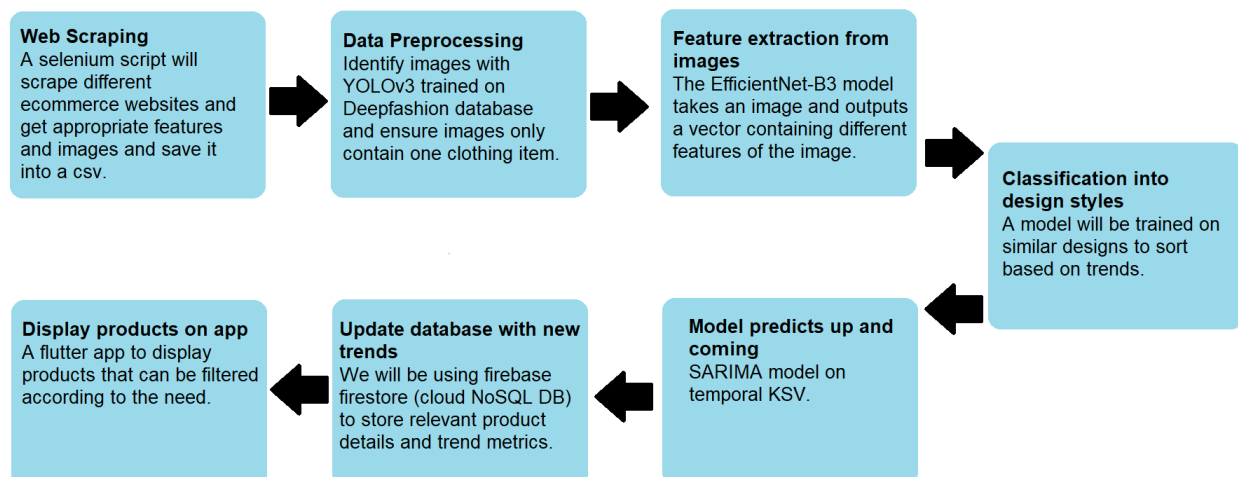 Web Scraping
A selenium script will
scrape different
ecommerce websites and
get appropriate features
and images and save it
into a csv.
Data Preprocessing
Identify images with
YOLOv3 trained on
Deepfashion database
and ensure images only
contain one clothing item.
Feature extraction from
images
The EfficientNet-B3 model
takes an image and outputs
a vector containing different
features of the image.
Classification into
design styles
A model will be trained on
similar designs to sort
based on trends.
Model predicts up and
coming
SARIMA model on
temporal KSV.
Update database with new
trends
We will be using firebase
firestore (cloud NoSQL DB)
to store relevant product
details and trend metrics.
Display products on app
A flutter app to display
products that can be filtered
according to the need.